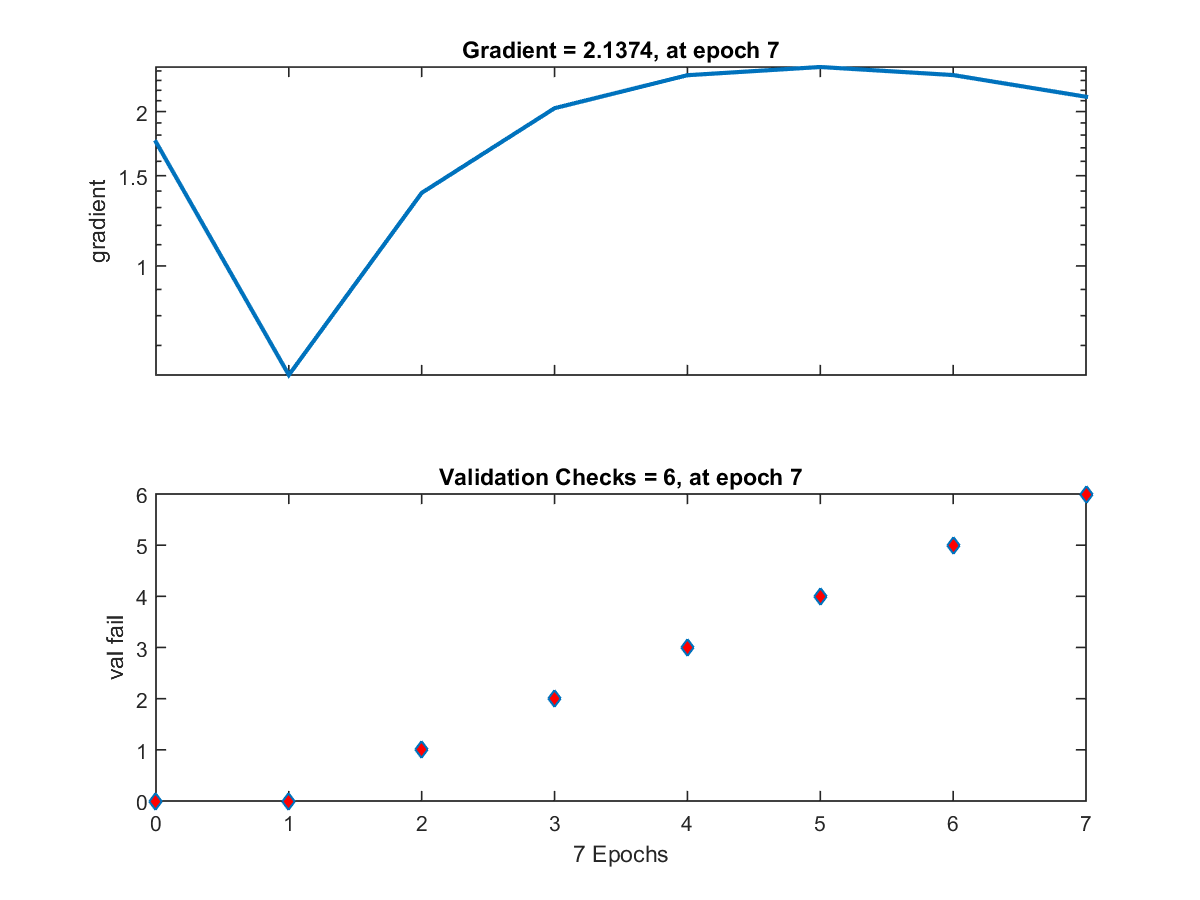 Gradient = 2.1374, at epoch 7
2
1.5
1
gradient
Validation Checks = 6, at epoch 7
6
5
4
3
2
1
0
val fail
0 1 2 3 4 5 6 7
7 Epochs